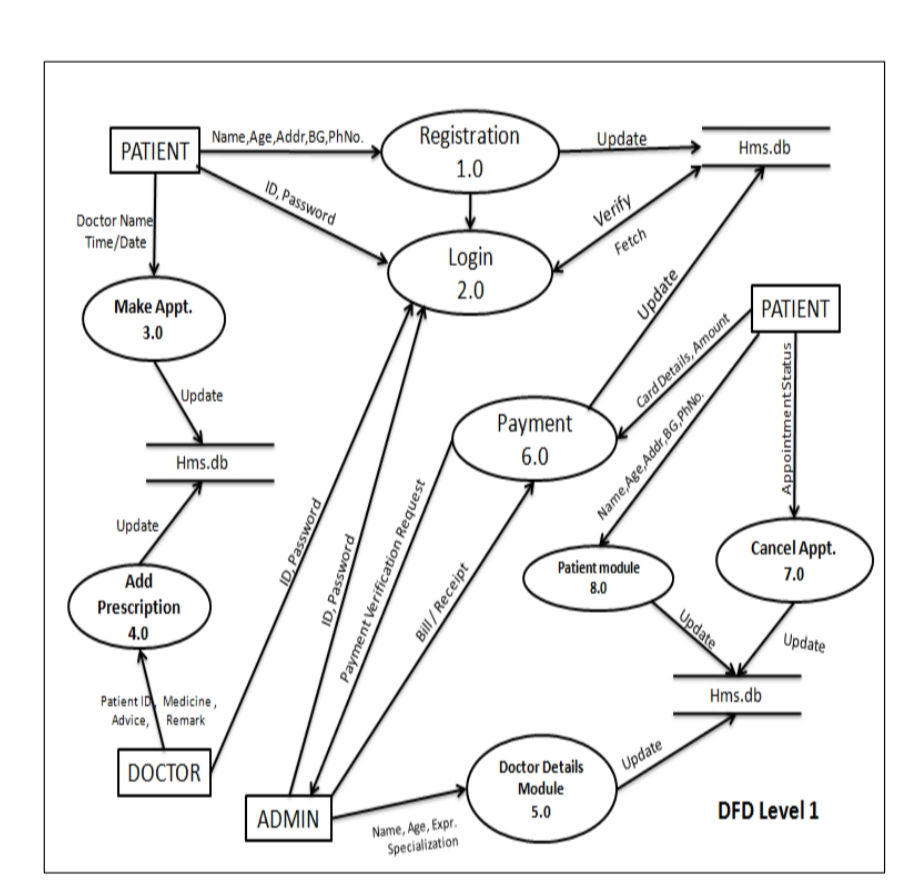 Name,Age,Addr,BG,PhNo.
PATIENT
Registration
1.0
Update
Hms.db
ID, Password
Verify
Fetch
Doctor Name
Time/Date
Login
2.0
Make Appt.
3.0
Update
PATIENT
Card Details, Amount
AppointmentStatus
Update
Hms.db
Payment
6.0
Name,Age,Addr,BG,PhNo.
Update
Add
Prescription
4.0
ID, Password
ID, Password
Payment Verification Request
Bill / Receipt
Patient module
8.0
Cancel Appt.
7.0
Update
Update
Patient ID, Medicine,
Advice, Remark
Hms.db
DOCTOR
ADMIN
Doctor Details
Module
5.0
Update
Name, Age, Expr.
Specialization
DFD Level 1